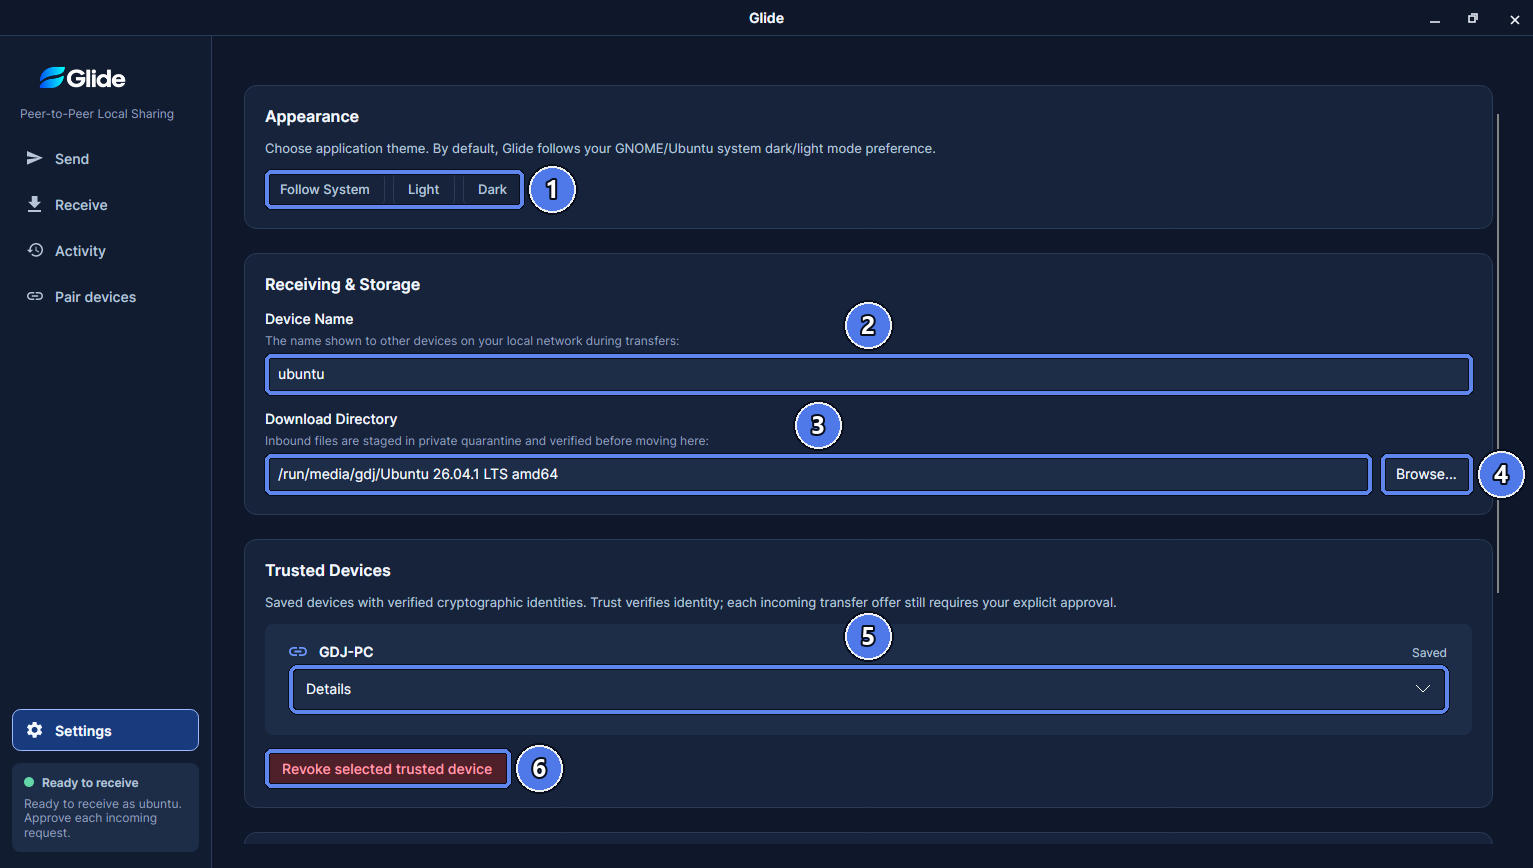 Glide
Glide
Peer-to-Peer Local Sharing
Send
Receive
Activity
Pair devices
Settings
Ready to receive
Ready to receive as ubuntu.
Approve each incoming
request.
Appearance
Choose application theme. By default, Glide follows your GNOME/Ubuntu system dark/light mode preference.
Follow System Light Dark 1
Receiving & Storage
Device Name
2
The name shown to other devices on your local network during transfers:
ubuntu
Download Directory
3
Inbound files are staged in private quarantine and verified before moving here:
/run/media/gdj/Ubuntu 26.04.1 LTS amd64 Browse... 4
Trusted Devices
Saved devices with verified cryptographic identities. Trust verifies identity; each incoming transfer offer still requires your explicit approval.
5
GDJ-PC Saved
Details
Revoke selected trusted device 6